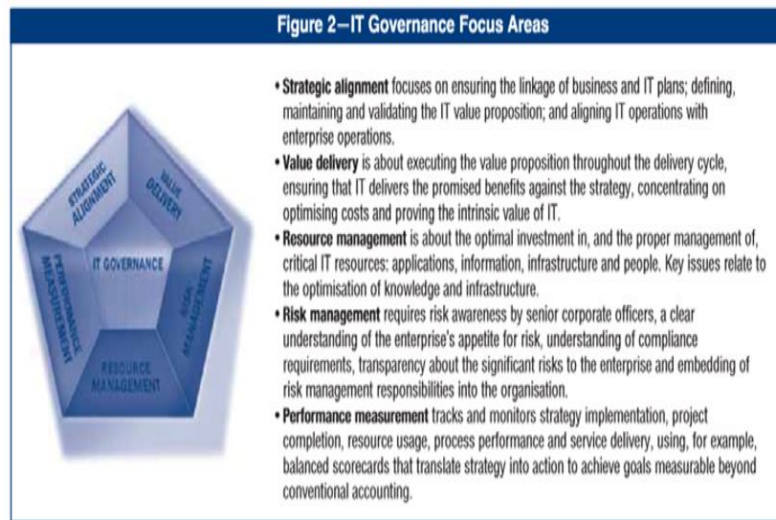 Figure 2—IT Governance Focus Areas
STRATEGIC
ALIGNMENT
VALUE
DELIVERY
IT GOVERNANCE
PERFORMANCE
MEASUREMENT
RISK
MANAGEMENT
RESOURCE
MANAGEMENT
• Strategic alignment focuses on ensuring the linkage of business and IT plans; defining,
maintaining and validating the IT value proposition; and aligning IT operations with
enterprise operations.
• Value delivery is about executing the value proposition throughout the delivery cycle,
ensuring that IT delivers the promised benefits against the strategy, concentrating on
optimising costs and proving the intrinsic value of IT.
• Resource management is about the optimal investment in, and the proper management of,
critical IT resources: applications, information, infrastructure and people. Key issues relate to
the optimisation of knowledge and infrastructure.
• Risk management requires risk awareness by senior corporate officers, a clear
understanding of the enterprise's appetite for risk, understanding of compliance
requirements, transparency about the significant risks to the enterprise and embedding of
risk management responsibilities into the organisation.
• Performance measurement tracks and monitors strategy implementation, project
completion, resource usage, process performance and service delivery, using, for example,
balanced scorecards that translate strategy into action to achieve goals measurable beyond
conventional accounting.